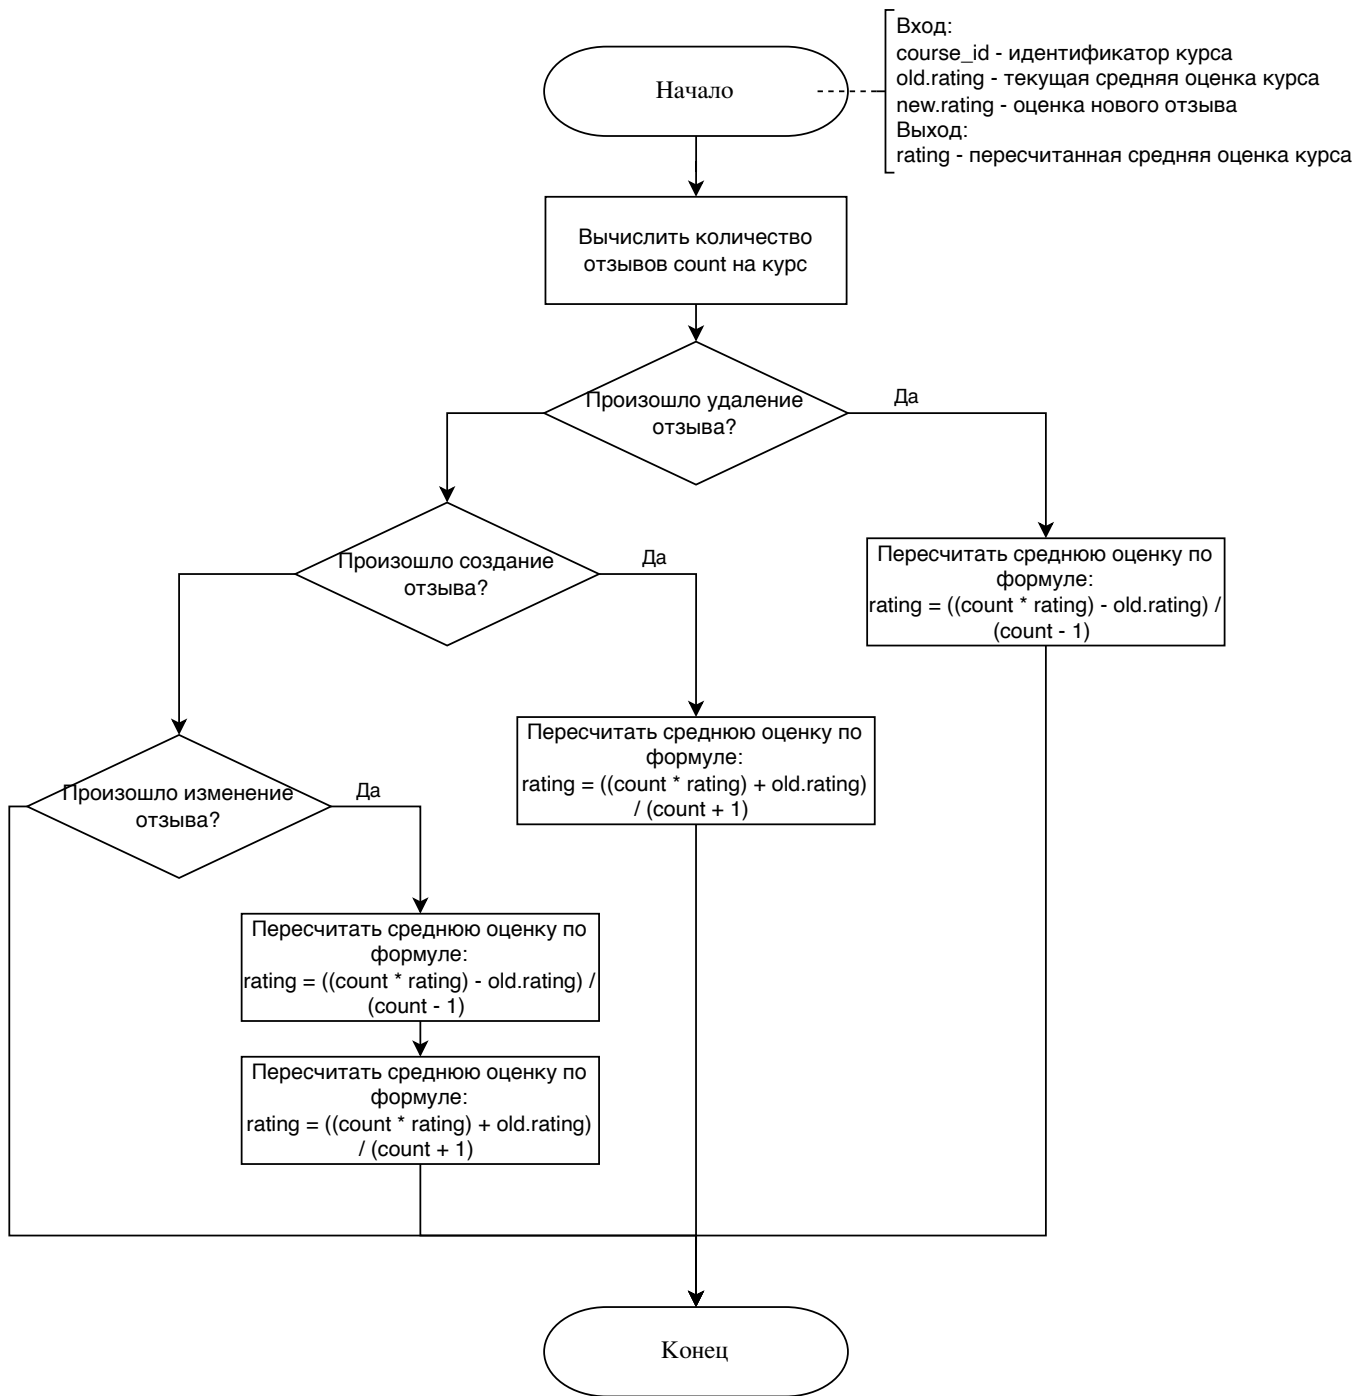 Начало
Вход:
course_id - идентификатор курса
old.rating - текущая средняя оценка курса
new.rating - оценка нового отзыва
Выход:
rating - пересчитанная средняя оценка курса
Вычислить количество
отзывов count на курс
Произошло удаление
отзыва?
Да
Произошло создание
отзыва?
Да
Пересчитать среднюю оценку по
формуле:
rating = ((count * rating) - old.rating) /
(count - 1)
Произошло изменение
отзыва?
Да
Пересчитать среднюю оценку по
формуле:
rating = ((count * rating) + old.rating)
/ (count + 1)
Пересчитать среднюю оценку по
формуле:
rating = ((count * rating) - old.rating) /
(count - 1)
Пересчитать среднюю оценку по
формуле:
rating = ((count * rating) + old.rating)
/ (count + 1)
Конец